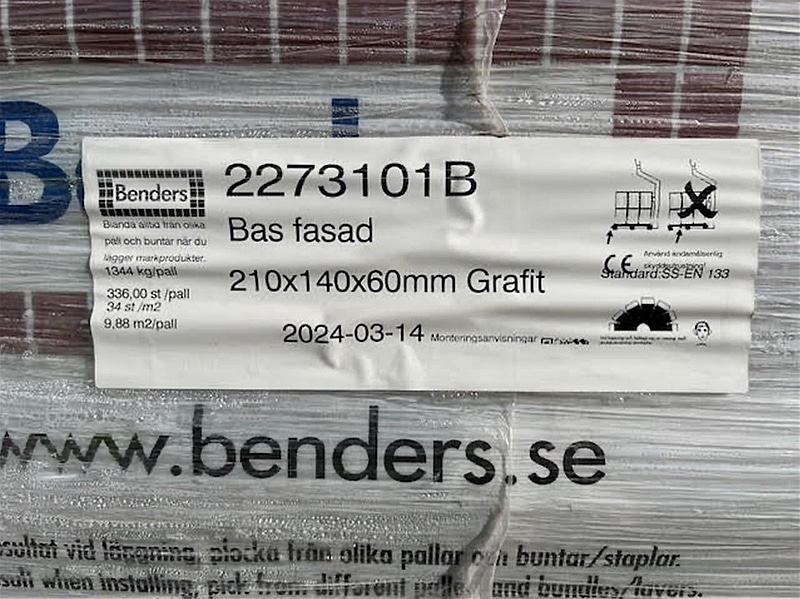 Benders
2273101B
Blanda alltid från olika
pall och buntar när du
lägger markprodukter.
Bas fasad
1344 kg/pall
336,00 st /pall
34 st /m2
9,88 m2/pall
210x140x60mm Grafit
2024-03-14 Monteringsanvisningar
Använd ändamålsenlig
skyddsutrustning!
CE
Standard:SS-EN 133
www.benders.se
sultat vid läggning, plocka från olika pallar och buntar/staplar.
sult when installing, pick from different pallets and bundles/layers.